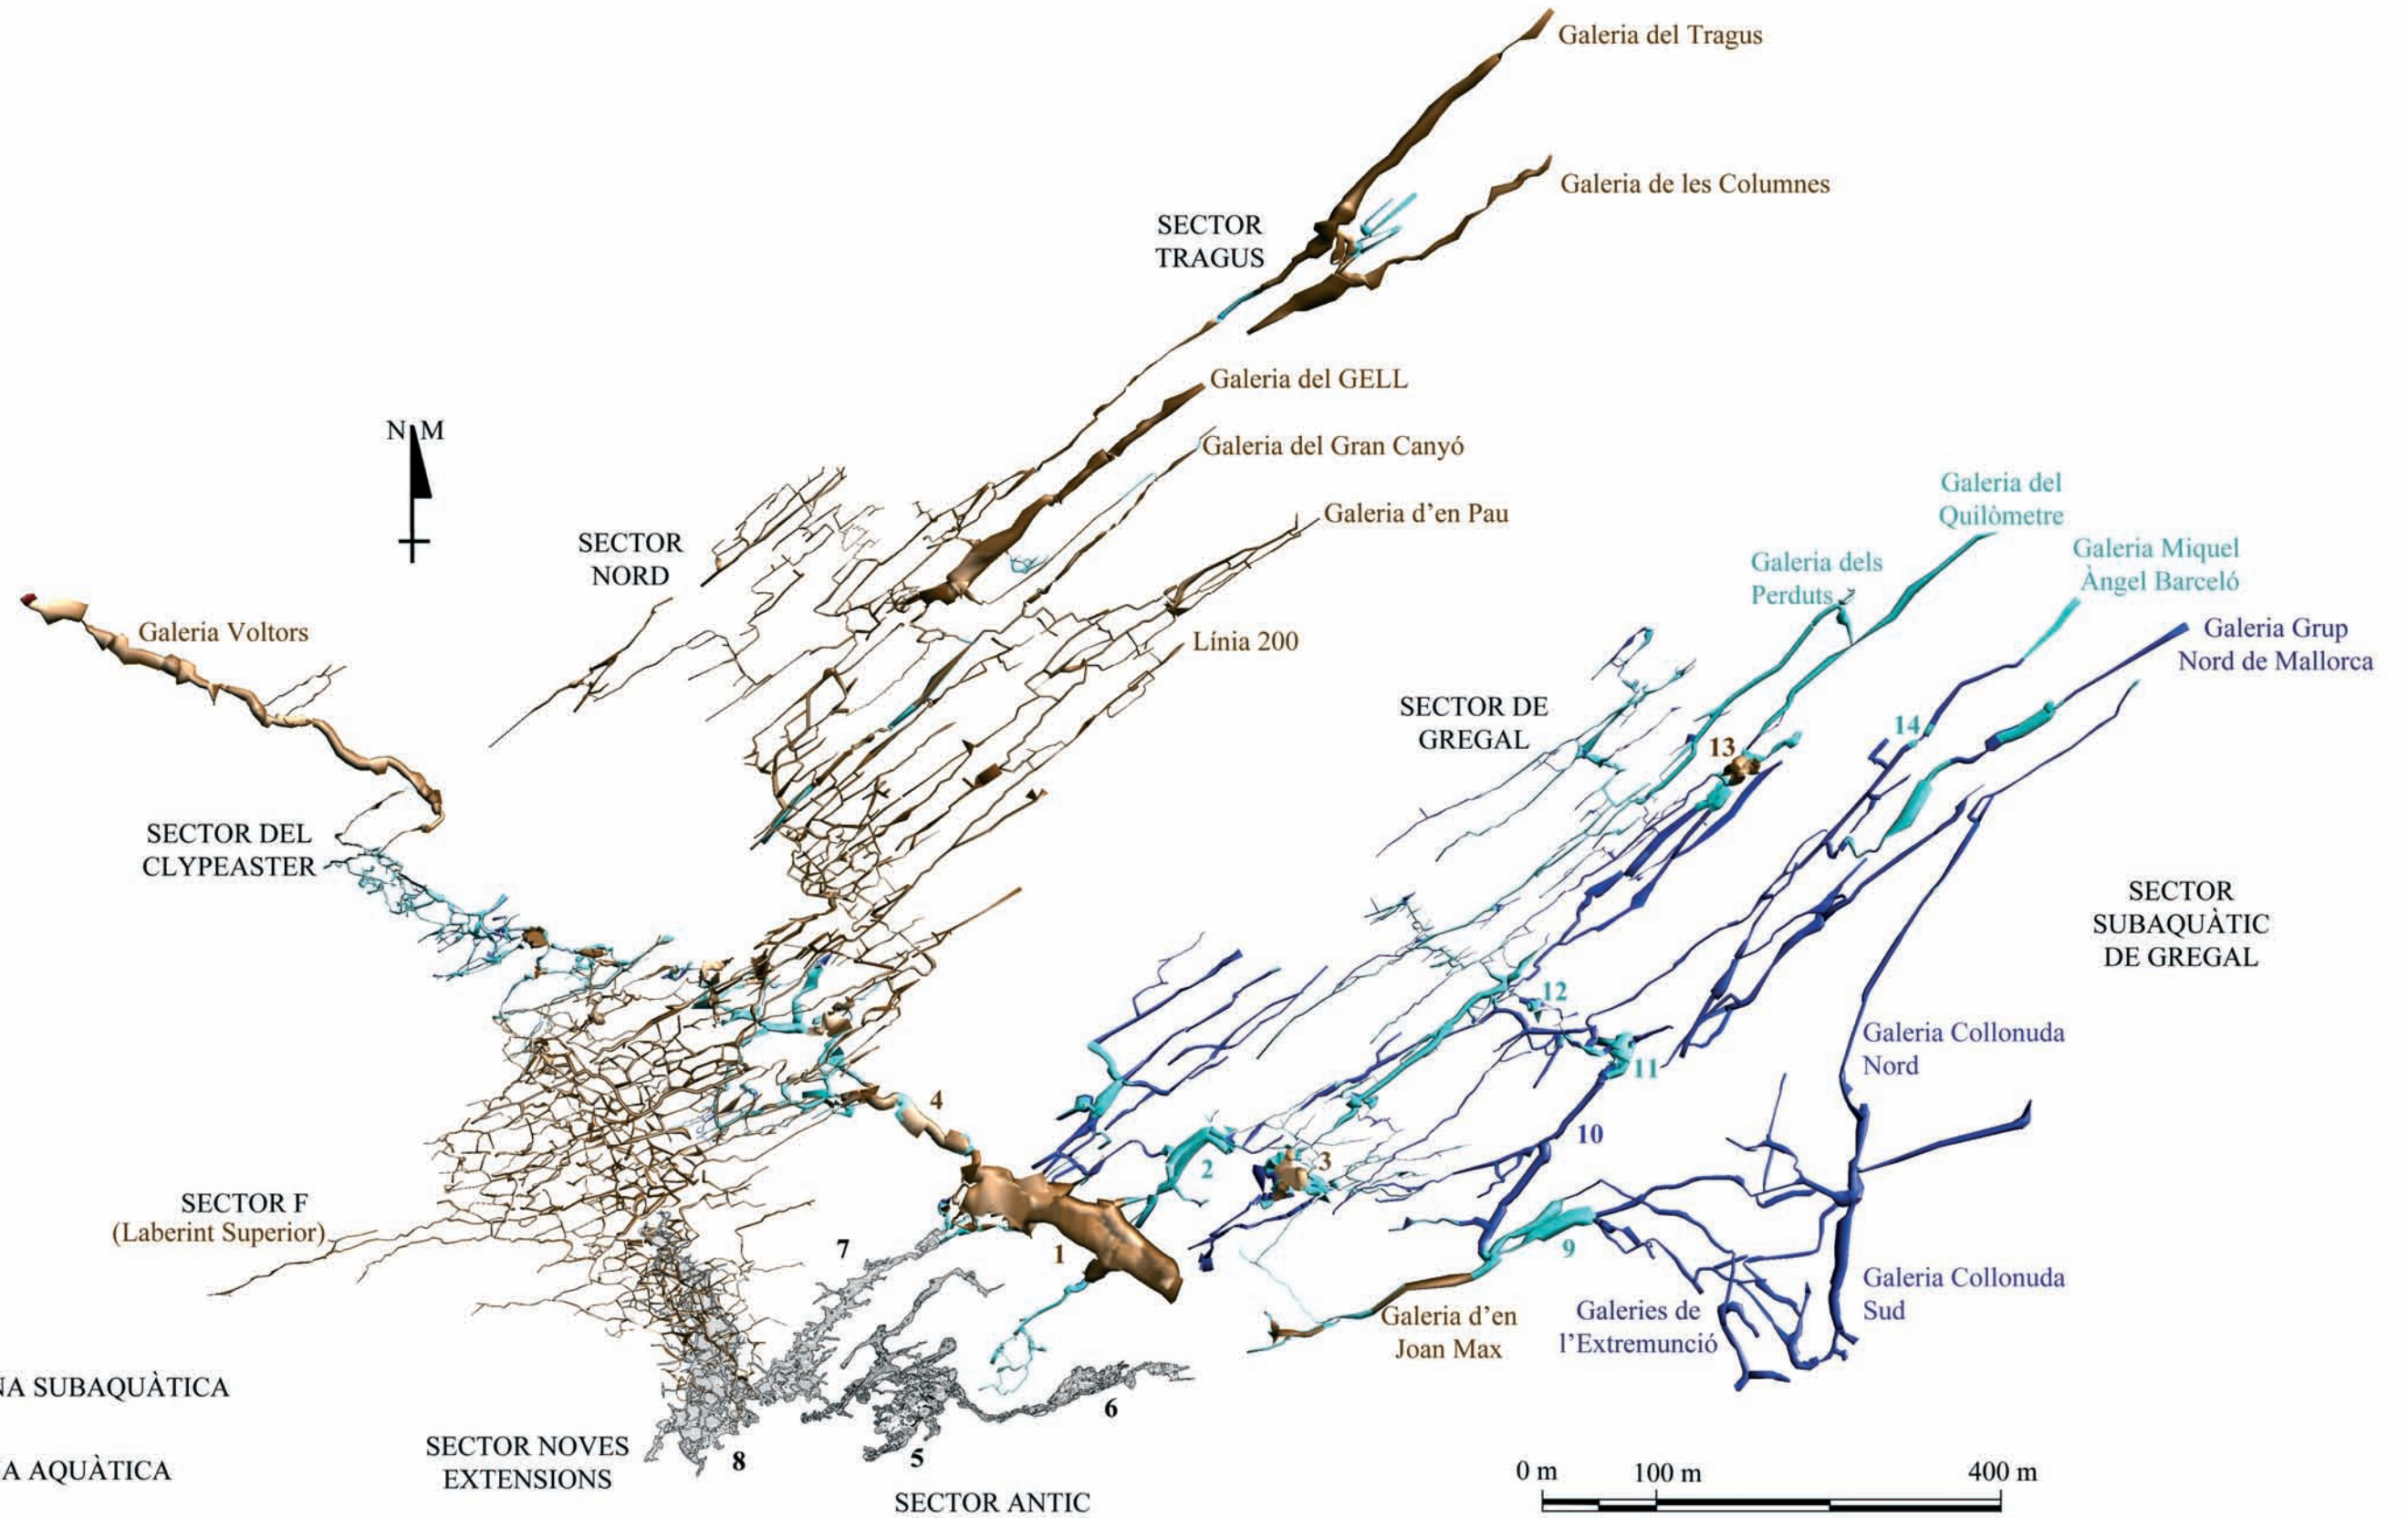 Galeria del Tragus
Galeria de les Columnes
SECTOR
TRAGUS
Galeria del GELL
N M
Galeria del Gran Canyó
Galeria d'en Pau
SECTOR
NORD
Galeria del
Quilòmetre
Galeria Miquel
Àngel Barceló
Galeria dels
Perduts
Galeria Voltors
Línia 200
Galeria Grup
Nord de Mallorca
SECTOR DE
GREGAL
14
13
SECTOR DEL
CLYPEASTER
SECTOR
SUBAQUÀTIC
DE GREGAL
12
Galeria Collonuda
Nord
11
4
10
2
3
SECTOR F
(Laberint Superior)
7
1
9
Galeria Collonuda
Sud
Galeria d'en
Joan Max
Galeries de
l'Extremunció
NA SUBAQUÀTICA
6
SECTOR NOVES
EXTENSIONS
8
5
A AQUÀTICA
0 m
100 m
400 m
SECTOR ANTIC